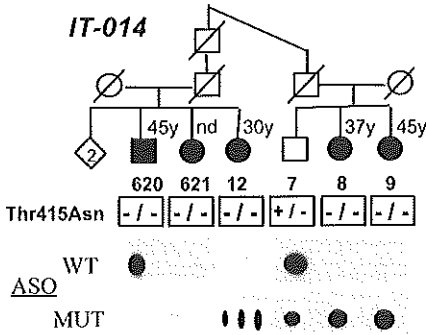 IT-014
45y nd 30y 37y 45y
2
620 621 12 7 8 9
Thr415Asn -/- -/- -/- +/- -/- -/-
WT
ASO
MUT